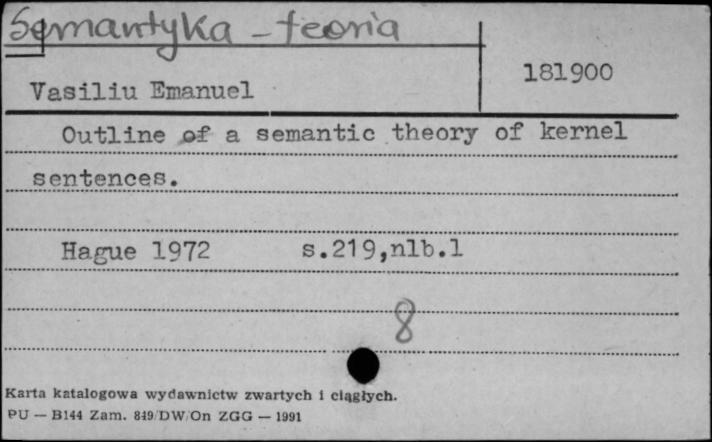 Semantyka - teoria
181900
Vasiliu Emanuel
Outline of a semantic theory of kernel
sentences.
Hague 1972 s.219,nlb.1
8
Karta katalogowa wydawnictw zwartych i ciągłych.
PU — B144 Zam. 849/DW/On ZGG — 1991